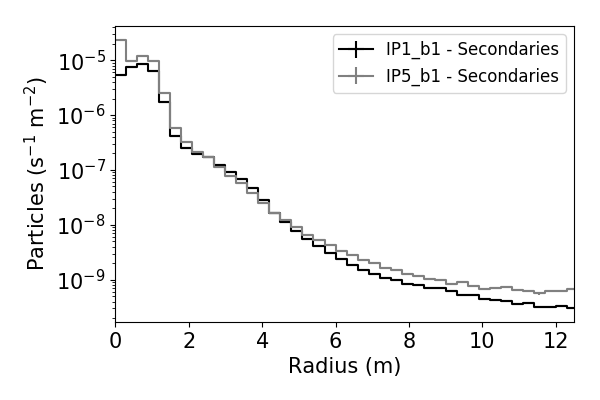 IP1_b1 - Secondaries
IP5_b1 - Secondaries
Particles (s⁻¹ m⁻²)
10⁻⁵
10⁻⁶
10⁻⁷
10⁻⁸
10⁻⁹
0 2 4 6 8 10 12
Radius (m)